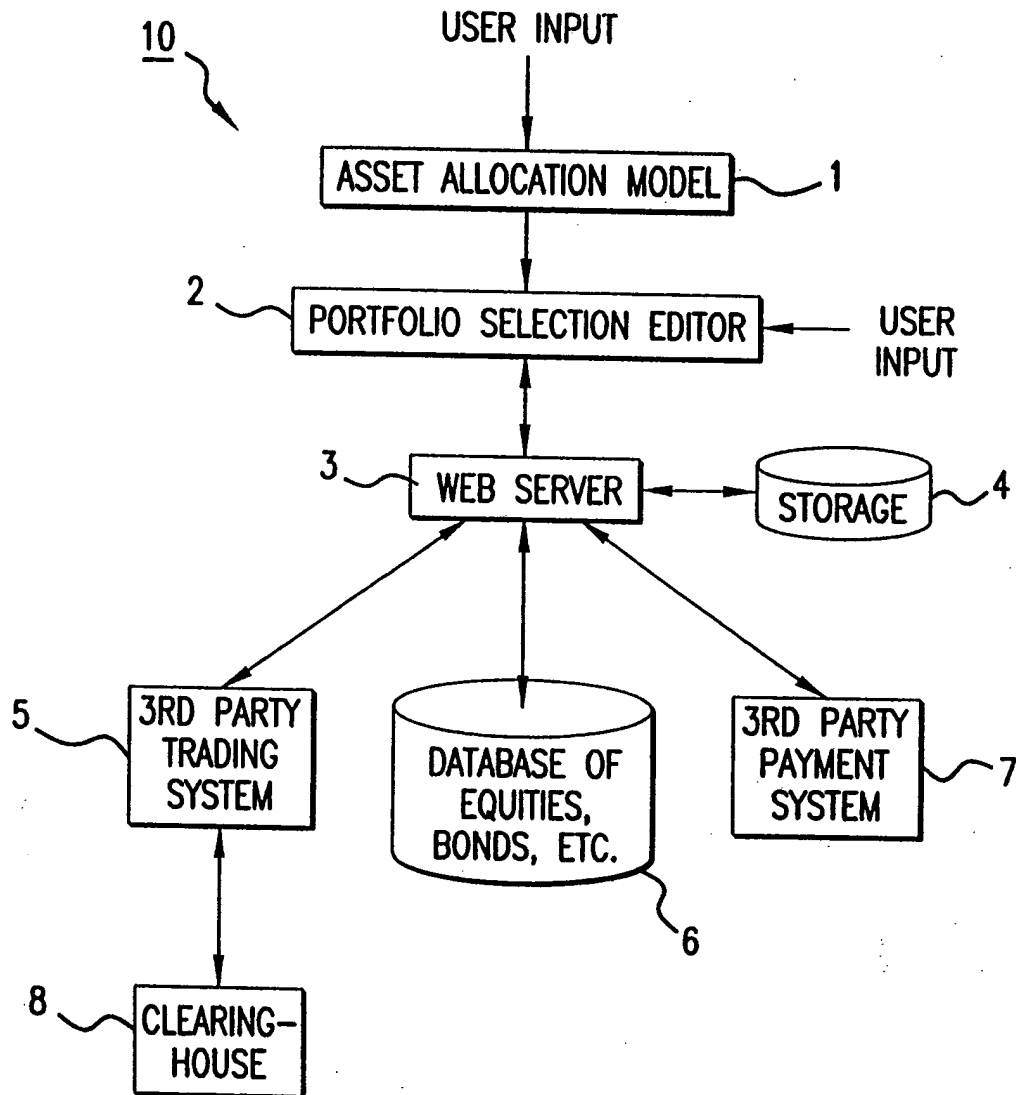 10
USER INPUT
ASSET ALLOCATION MODEL
1
2
PORTFOLIO SELECTION EDITOR
USER
INPUT
3
WEB SERVER
STORAGE
4
5
3RD PARTY
TRADING
SYSTEM
DATABASE OF
EQUITIES,
BONDS, ETC.
6
3RD PARTY
PAYMENT
SYSTEM
7
8
CLEARING-
HOUSE